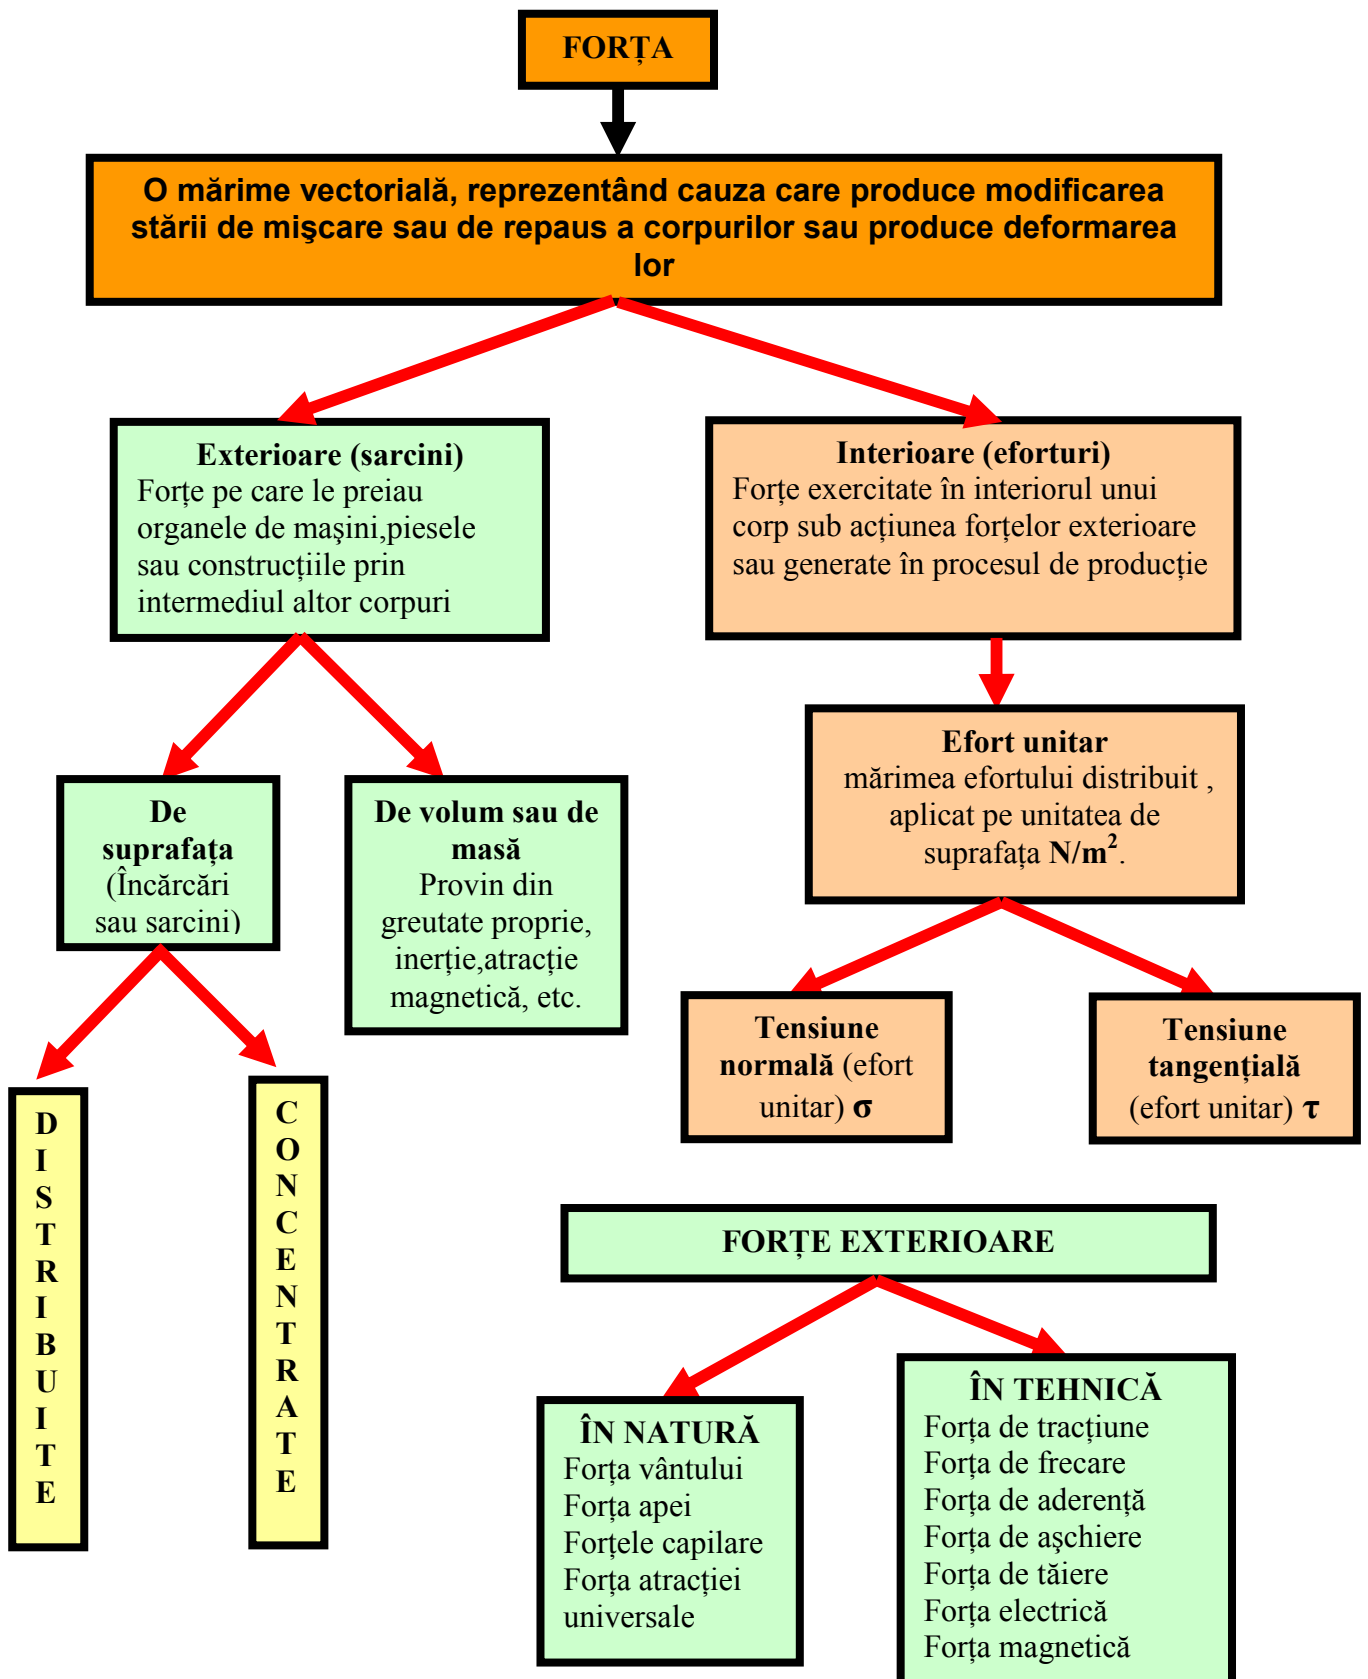 FORȚA
O mărime vectorială, reprezentând cauza care produce modificarea
stării de mişcare sau de repaus a corpurilor sau produce deformarea
lor
Exterioare (sarcini)
Forțe pe care le preiau
organele de maşini,piesele
sau construcțiile prin
intermediul altor corpuri
Interioare (eforturi)
Forțe exercitate în interiorul unui
corp sub acțiunea forțelor exterioare
sau generate în procesul de producție
Efort unitar
mărimea efortului distribuit ,
aplicat pe unitatea de
suprafața N/m².
De
suprafața
(Încărcări
sau sarcini)
De volum sau de
masă
Provin din
greutate proprie,
inerție,atracție
magnetică, etc.
Tensiune
normală (efort
unitar) σ
Tensiune
tangențială
(efort unitar) τ
D
I
S
T
R
I
B
U
I
T
E
C
O
N
C
E
N
T
R
A
T
E
FORȚE EXTERIOARE
ÎN NATURĂ
Forța vântului
Forța apei
Forțele capilare
Forța atracției
universale
ÎN TEHNICĂ
Forța de tracțiune
Forța de frecare
Forța de aderență
Forța de aşchiere
Forța de tăiere
Forța electrică
Forța magnetică